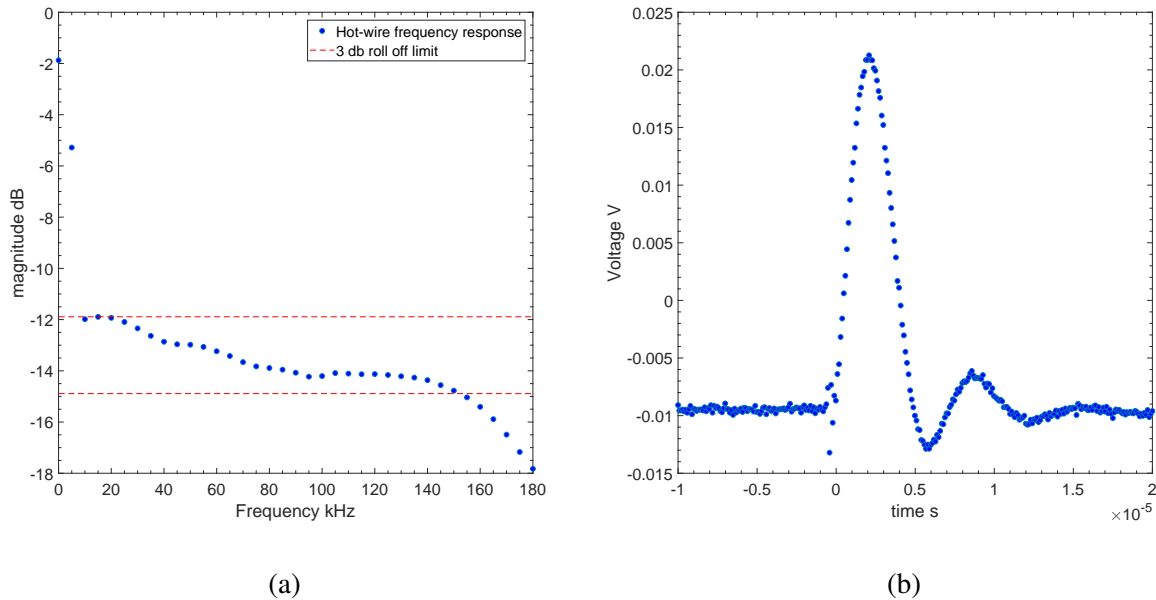 Hot-wire frequency response
3 db roll off limit
0
-2
-4
-6
-8
-10
-12
-14
-16
-18
magnitude dB
0 20 40 60 80 100 120 140 160 180
Frequency kHz
(a)
0.025
0.02
0.015
0.01
0.005
0
-0.005
-0.01
-0.015
Voltage V
-1 -0.5 0 0.5 1 1.5 2
time s
×10-5
(b)